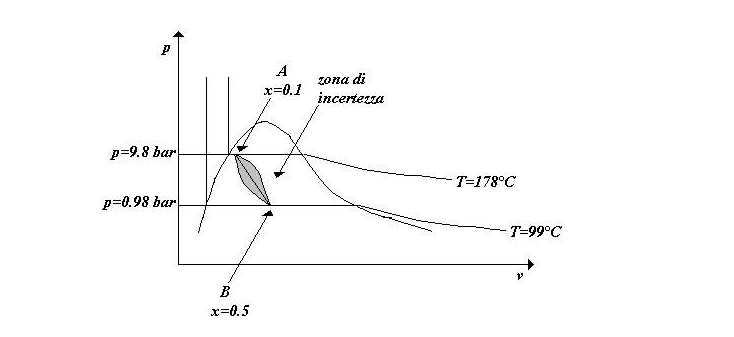 p
A
x=0.1
zona di
incertezza
p=9.8 bar
T=178°C
p=0.98 bar
T=99°C
v
B
x=0.5